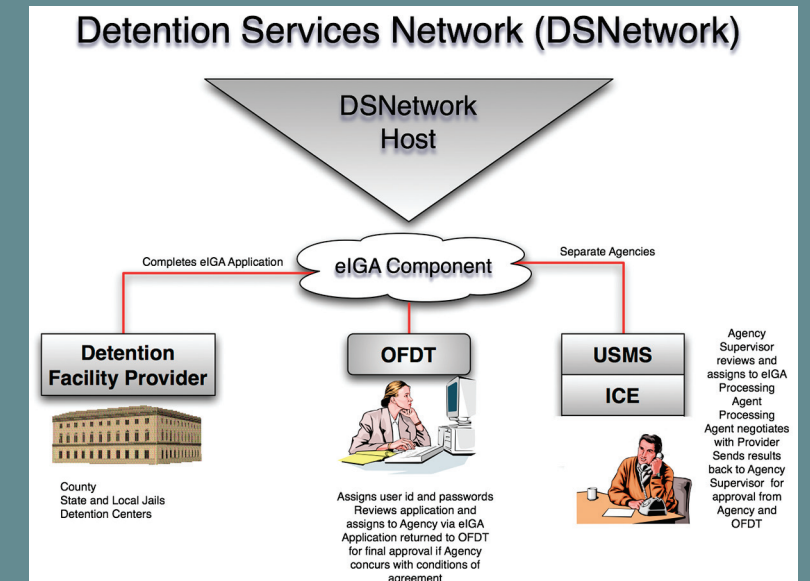 Detention Services Network (DSNetwork)
DSNetwork
Host
Completes eIGA Application
eIGA Component
Separate Agencies
Detention
Facility Provider
County
State and Local Jails
Detention Centers
OFDT
Assigns user id and passwords
Reviews application and
assigns to Agency via eIGA
Application returned to OFDT
for final approval if Agency
concurs with conditions of
agreement
USMS
ICE
Agency
Supervisor
reviews and
assigns to eIGA
Processing
Agent
Processing
Agent negotiates
with Provider
Sends results
back to Agency
Supervisor for
approval from
Agency and
OFDT